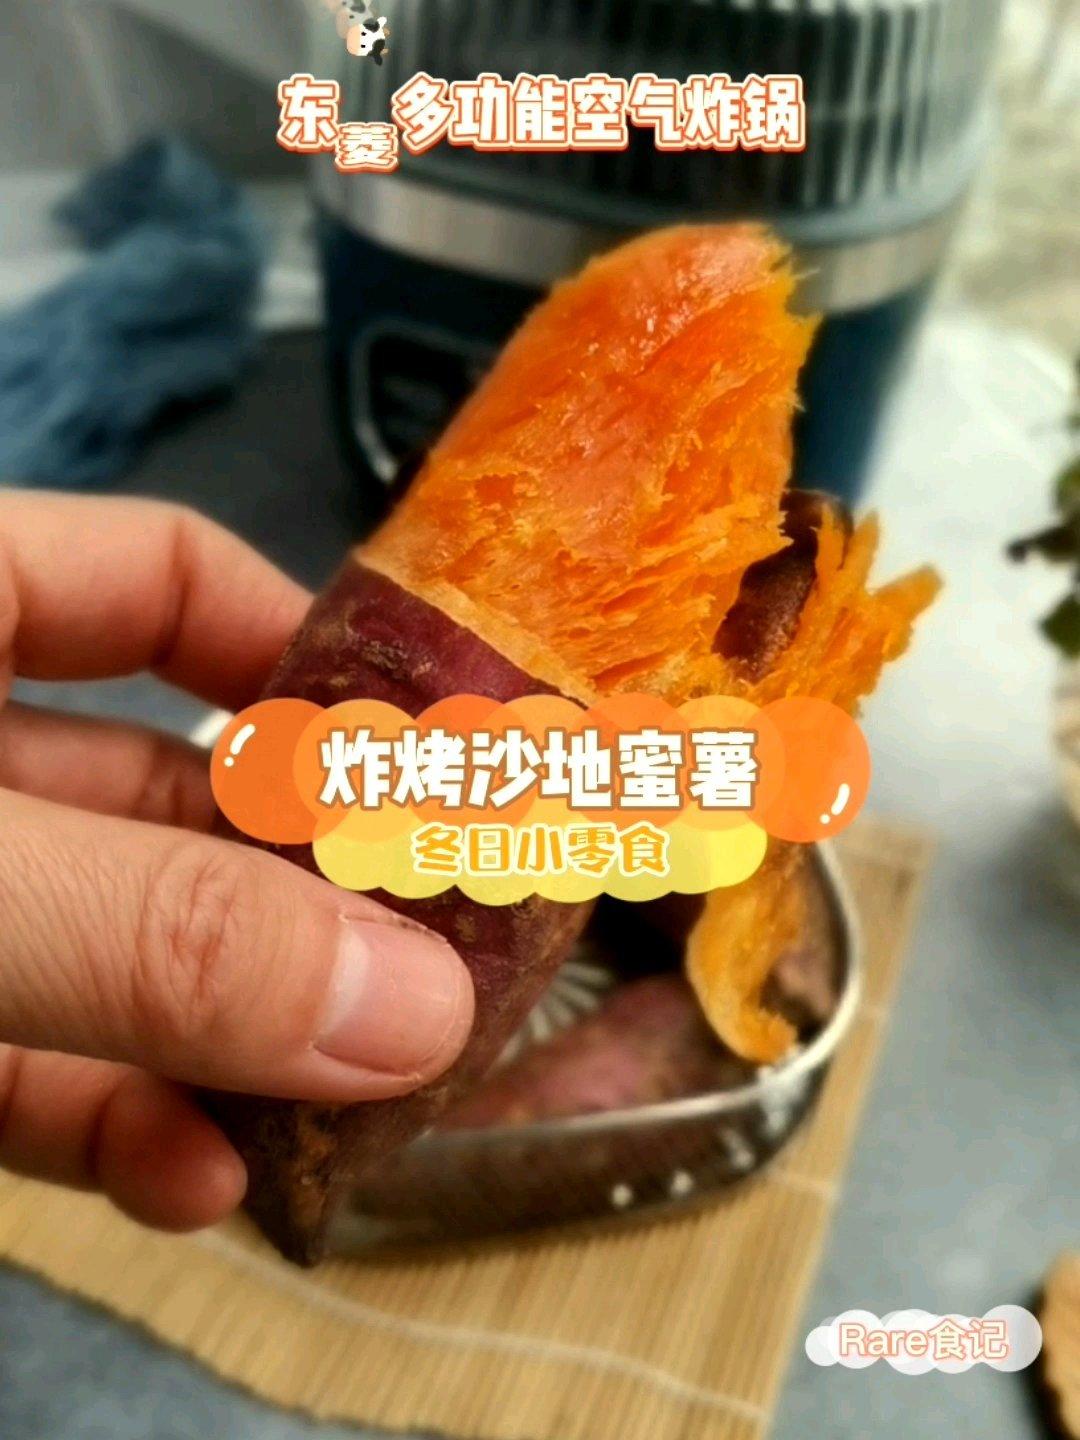 东菱多功能空气炸锅
炸烤沙地蜜薯
冬日小零食
Rare食记